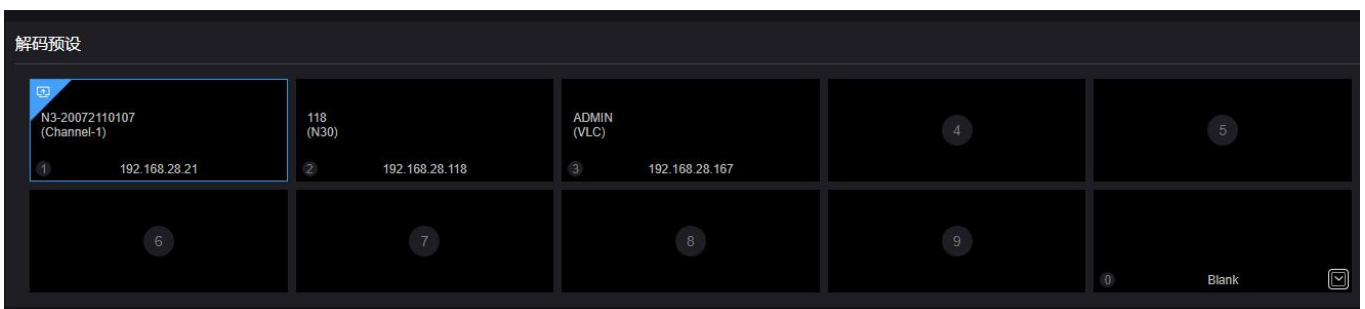 解码预设
N3-20072110107
(Channel-1)
1 192.168.28.21
118
(N30)
2 192.168.28.118
ADMIN
(VLC)
3 192.168.28.167
4
5
6
7
8
9
0 Blank